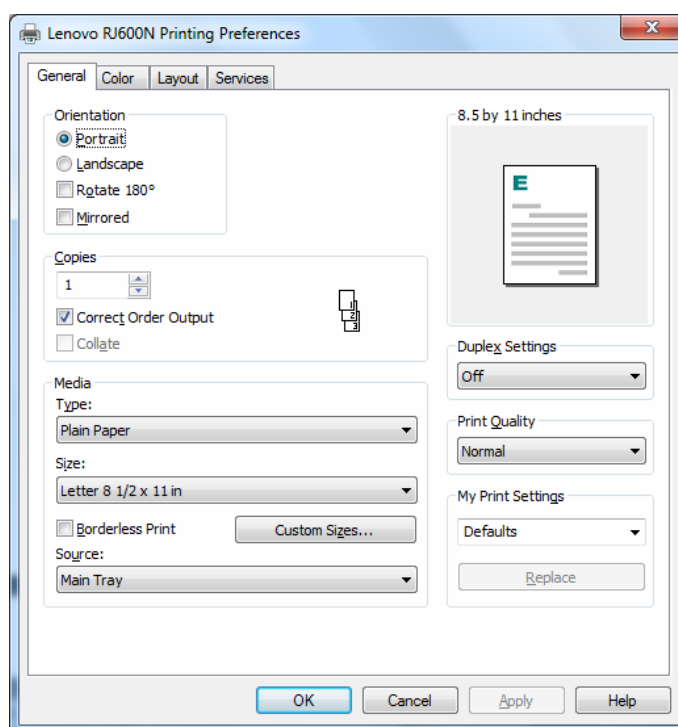 Lenovo RJ600N Printing Preferences
General
Color
Layout
Services
Orientation
Portrait
Landscape
Rotate 180°
Mirrored
Copies
1
Correct Order Output
Collate
1
2
3
Media
Type:
Plain Paper
Size:
Letter 8 1/2 x 11 in
Borderless Print
Custom Sizes...
Source:
Main Tray
8.5 by 11 inches
E
Duplex Settings
Off
Print Quality
Normal
My Print Settings
Defaults
Replace
OK
Cancel
Apply
Help